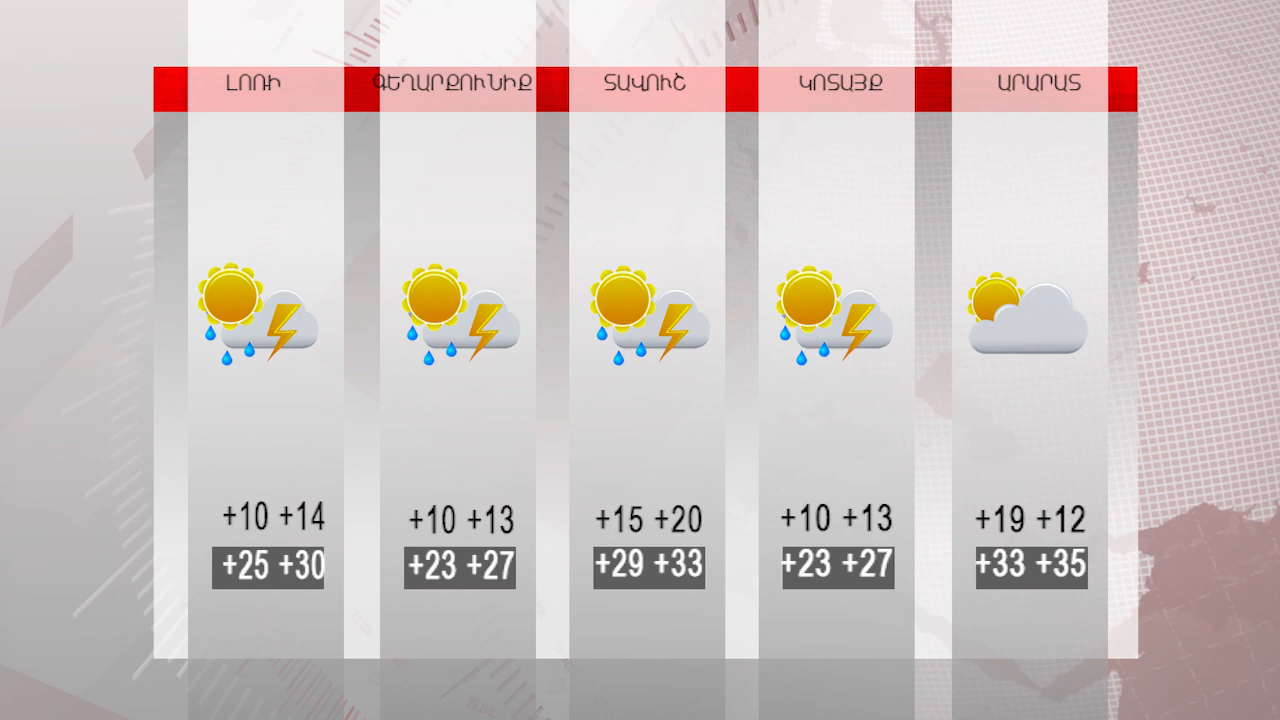 ԼՈՌԻ
ԳԵՂԱՐՔՈՒՆԻՔ
ՏԱՎՈՒՇ
ԿՈՏԱՅՔ
ԱՐԱՐԱՏ
+10 +14
+10 +13
+15 +20
+10 +13
+19 +12
+25 +30
+23 +27
+29 +33
+23 +27
+33 +35